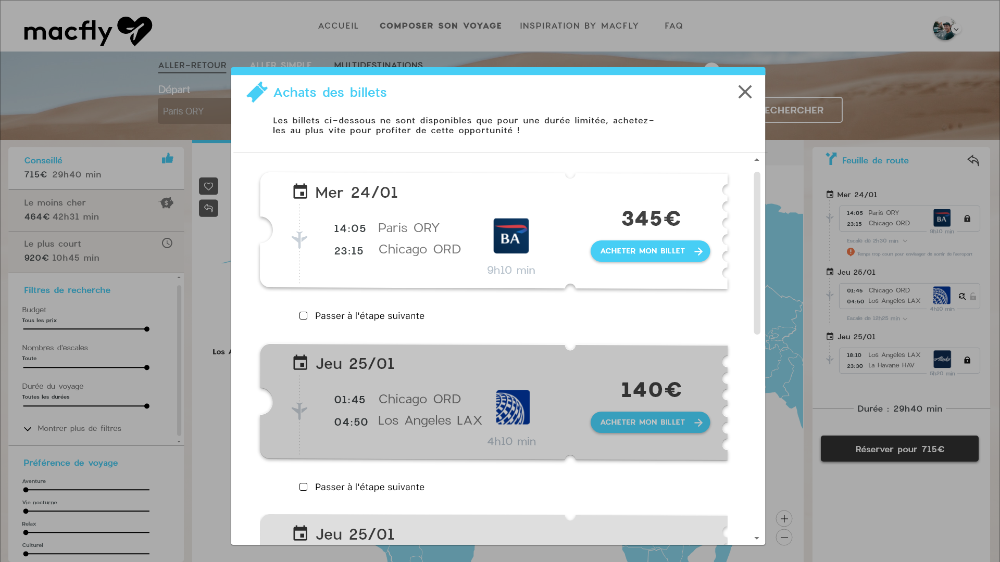 macfly
ACCUEIL
COMPOSER SON VOYAGE
INSPIRATION BY MACFLY
FAQ
ALLER-RETOUR
ALLER SIMPLE
MULTIDESTINATIONS
Départ
Paris ORY
ECHERCHER
Conseillé
715€ 29h40 min
Le moins cher
464€ 42h31 min
Le plus court
920€ 10h45 min
Filtres de recherche
Budget
Tous les prix
Nombres d'escales
Toute
Durée du voyage
Toutes les durées
Montrer plus de filtres
Préférence de voyage
Aventure
Vie nocturne
Relax
Culturel
Los
Achats des billets
Les billets ci-dessous ne sont disponibles que pour une durée limitée, achetez-
les au plus vite pour profiter de cette opportunité !
Mer 24/01
14:05 Paris ORY
23:15 Chicago ORD
BA
9h10 min
345€
ACHETER MON BILLET
Passer à l'étape suivante
Jeu 25/01
01:45 Chicago ORD
04:50 Los Angeles LAX
4h10 min
140€
ACHETER MON BILLET
Passer à l'étape suivante
Jeu 25/01
Feuille de route
Mer 24/01
14:05 Paris ORY
23:15 Chicago ORD
BA
9h10 min
Escale de 2h30 min
Temps trop court pour envisager de sortir de l'aéroport
Jeu 25/01
01:45 Chicago ORD
04:50 Los Angeles LAX
4h10 min
Escale de 12h25 min
Jeu 25/01
18:10 Los Angeles LAX
23:30 La Havane HAV
Alaska
5h20 min
Durée : 29h40 min
Réserver pour 715€